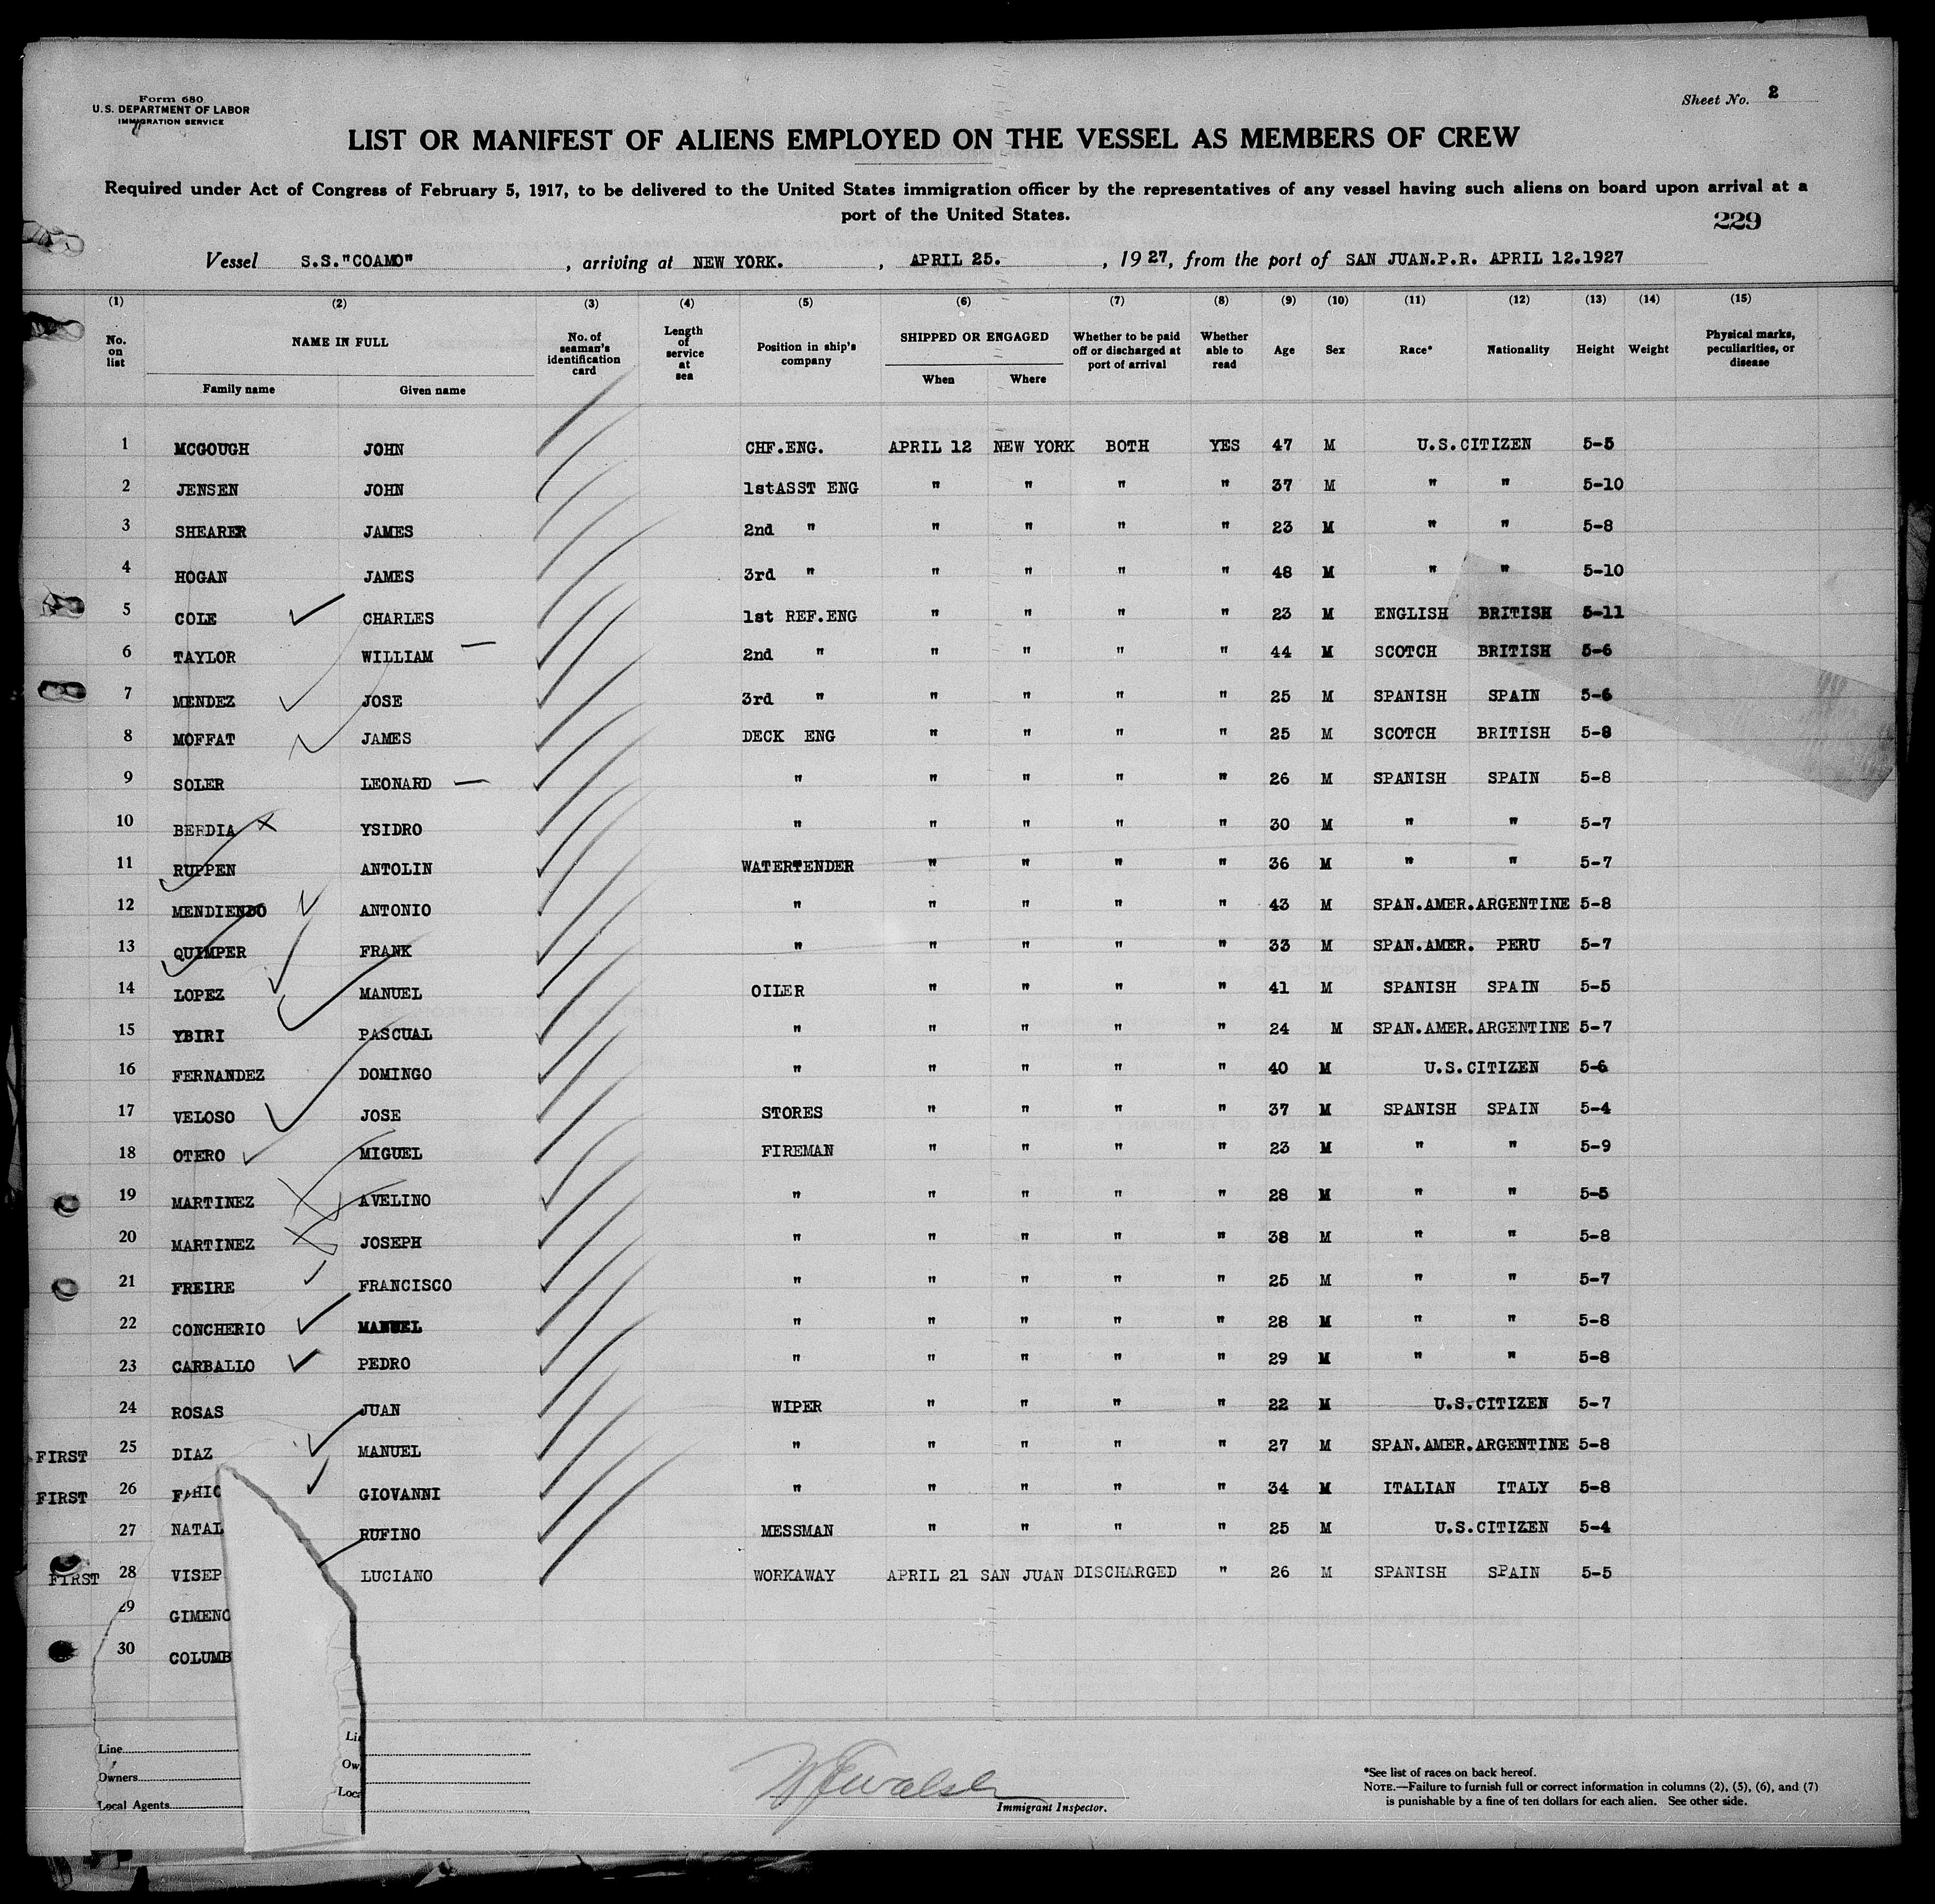 Form 680
U.S. DEPARTMENT OF LABOR
IMMIGRATION SERVICE
Sheet No. 2
LIST OR MANIFEST OF ALIENS EMPLOYED ON THE VESSEL AS MEMBERS OF CREW
Required under Act of Congress of February 5, 1917, to be delivered to the United States immigration officer by the representatives of any vessel having such aliens on board upon arrival at a
port of the United States.
229
Vessel S.S."COAMO", arriving at NEW YORK., APRIL 25., 1927, from the port of SAN JUAN.P.R. APRIL 12.1927
(1) (2) (3) (4) (5) (6) (7) (8) (9) (10) (11) (12) (13) (14) (15)
No. on list NAME IN FULL No. of seaman's identification card Length of service at sea Position in ship's company SHIPPED OR ENGAGED Whether to be paid off or discharged at port of arrival Whether able to read Age Sex Race* Nationality Height Weight Physical marks, peculiarities, or disease
Family name Given name When Where
1 MCGOUGH JOHN CHF.ENG. APRIL 12 NEW YORK BOTH YES 47 M U.S.CITIZEN 5-5
2 JENSEN JOHN 1stASST ENG " " " " 37 M " " 5-10
3 SHEARER JAMES 2nd " " " " " 23 M " " 5-8
4 HOGAN JAMES 3rd " " " " " 48 M " " 5-10
5 COLE CHARLES 1st REF.ENG " " " " 23 M ENGLISH BRITISH 5-11
6 TAYLOR WILLIAM 2nd " " " " " 44 M SCOTCH BRITISH 5-6
7 MENDEZ JOSE 3rd " " " " " 25 M SPANISH SPAIN 5-6
8 MOFFAT JAMES DECK ENG " " " " 25 M SCOTCH BRITISH 5-8
9 SOLER LEONARD " " " " " 26 M SPANISH SPAIN 5-8
10 BERDIA YSIDRO " " " " " 30 M " " 5-7
11 RUPPEN ANTOLIN WATERTENDER " " " " 36 M " " 5-7
12 MENDIENDO ANTONIO " " " " " 43 M SPAN.AMER.ARGENTINE 5-8
13 QUIMPER FRANK " " " " " 33 M SPAN.AMER. PERU 5-7
14 LOPEZ MANUEL OILER " " " " 41 M SPANISH SPAIN 5-5
15 YBIRI PASCUAL " " " " " 24 M SPAN.AMER.ARGENTINE 5-7
16 FERNANDEZ DOMINGO " " " " " 40 M U.S.CITIZEN 5-6
17 VELOSO JOSE STORES " " " " 37 M SPANISH SPAIN 5-4
18 OTERO MIGUEL FIREMAN " " " " 23 M " " 5-9
19 MARTINEZ AVELINO " " " " " 28 M " " 5-5
20 MARTINEZ JOSEPH " " " " " 38 M " " 5-8
21 FREIRE FRANCISCO " " " " " 25 M " " 5-7
22 CONCHERIO MANUEL " " " " " 28 M " " 5-8
23 CARBALLO PEDRO " " " " " 29 M " " 5-8
24 ROSAS JUAN WIPER " " " " 22 M U.S.CITIZEN 5-7
FIRST 25 DIAZ MANUEL " " " " " 27 M SPAN.AMER.ARGENTINE 5-8
FIRST 26 GIOVANNI " " " " " 34 M ITALIAN ITALY 5-8
27 NATAL RUFINO MESSMAN " " " " 25 M U.S.CITIZEN 5-4
FIRST 28 VISEP LUCIANO WORKAWAY APRIL 21 SAN JUAN DISCHARGED " 26 M SPANISH SPAIN 5-5
29 GIMENO
30 COLUMB
Line
Owners
Local Agents
Li
Ow
Loca
Immigrant Inspector.
*See list of races on back hereof.
NOTE.—Failure to furnish full or correct information in columns (2), (5), (6), and (7)
is punishable by a fine of ten dollars for each alien. See other side.